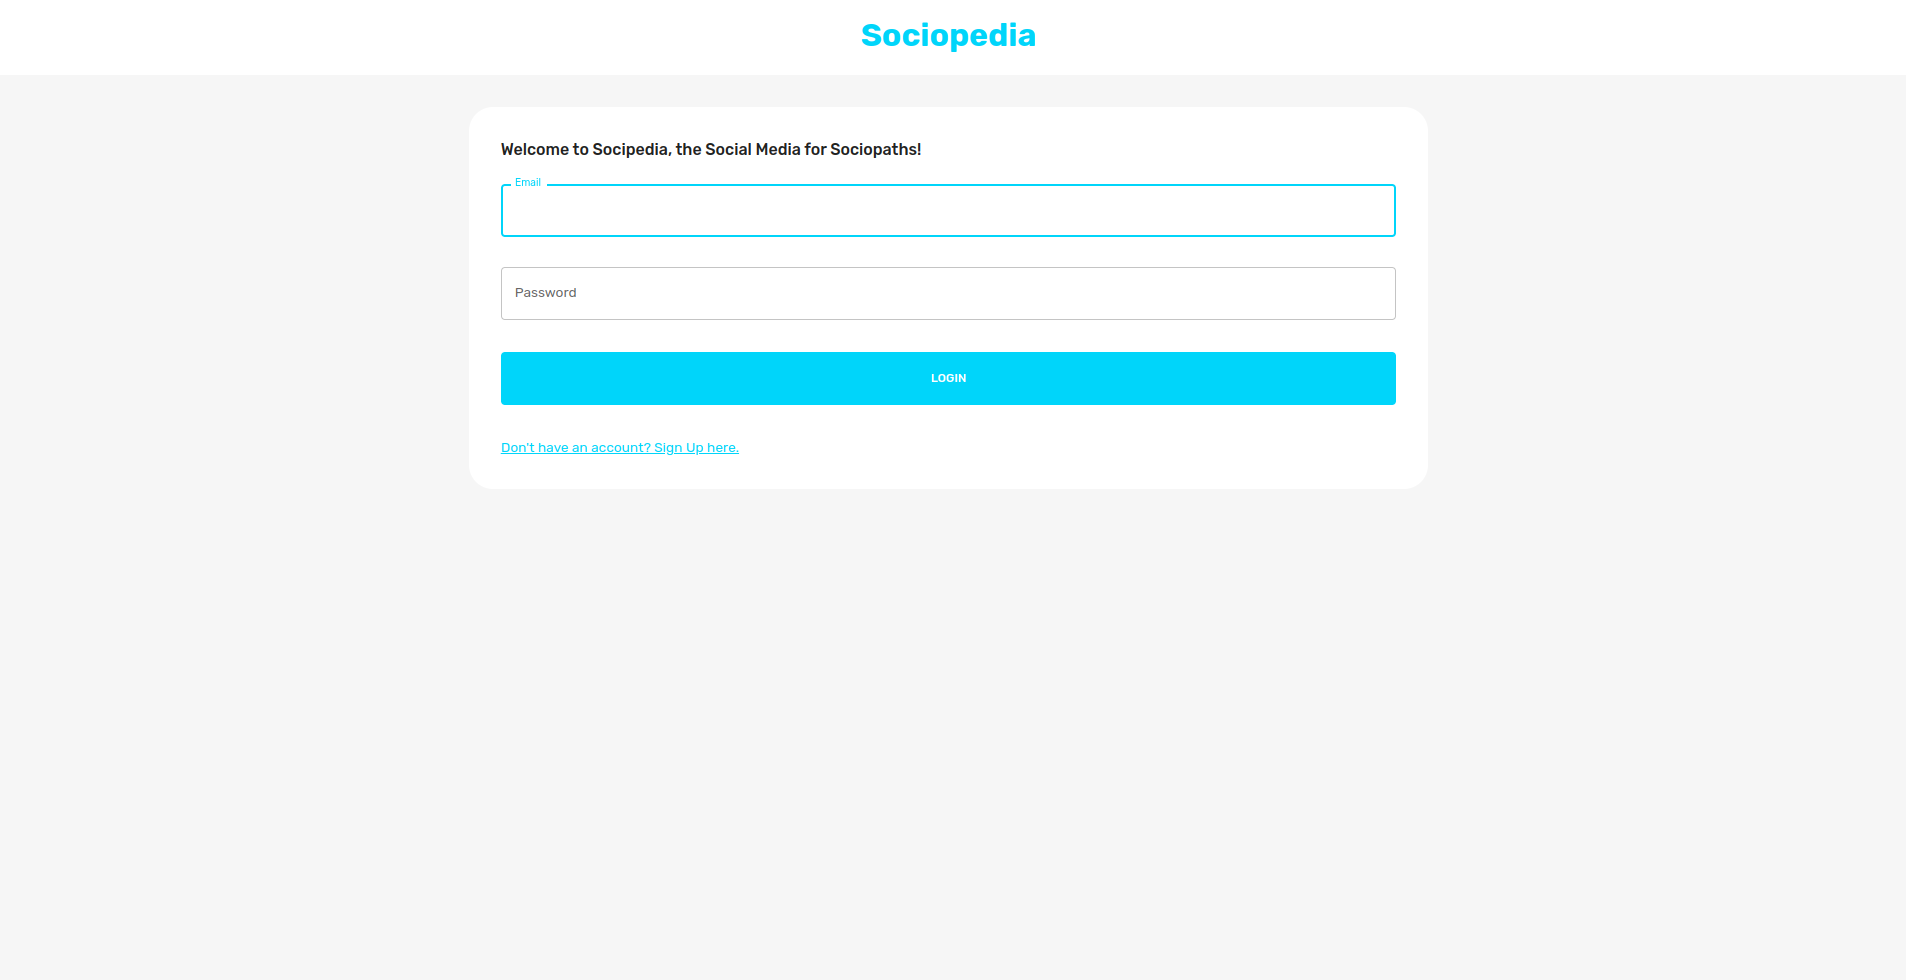 Sociopedia
Welcome to Socipedia, the Social Media for Sociopaths!
Email
Password
LOGIN
Don't have an account? Sign Up here.